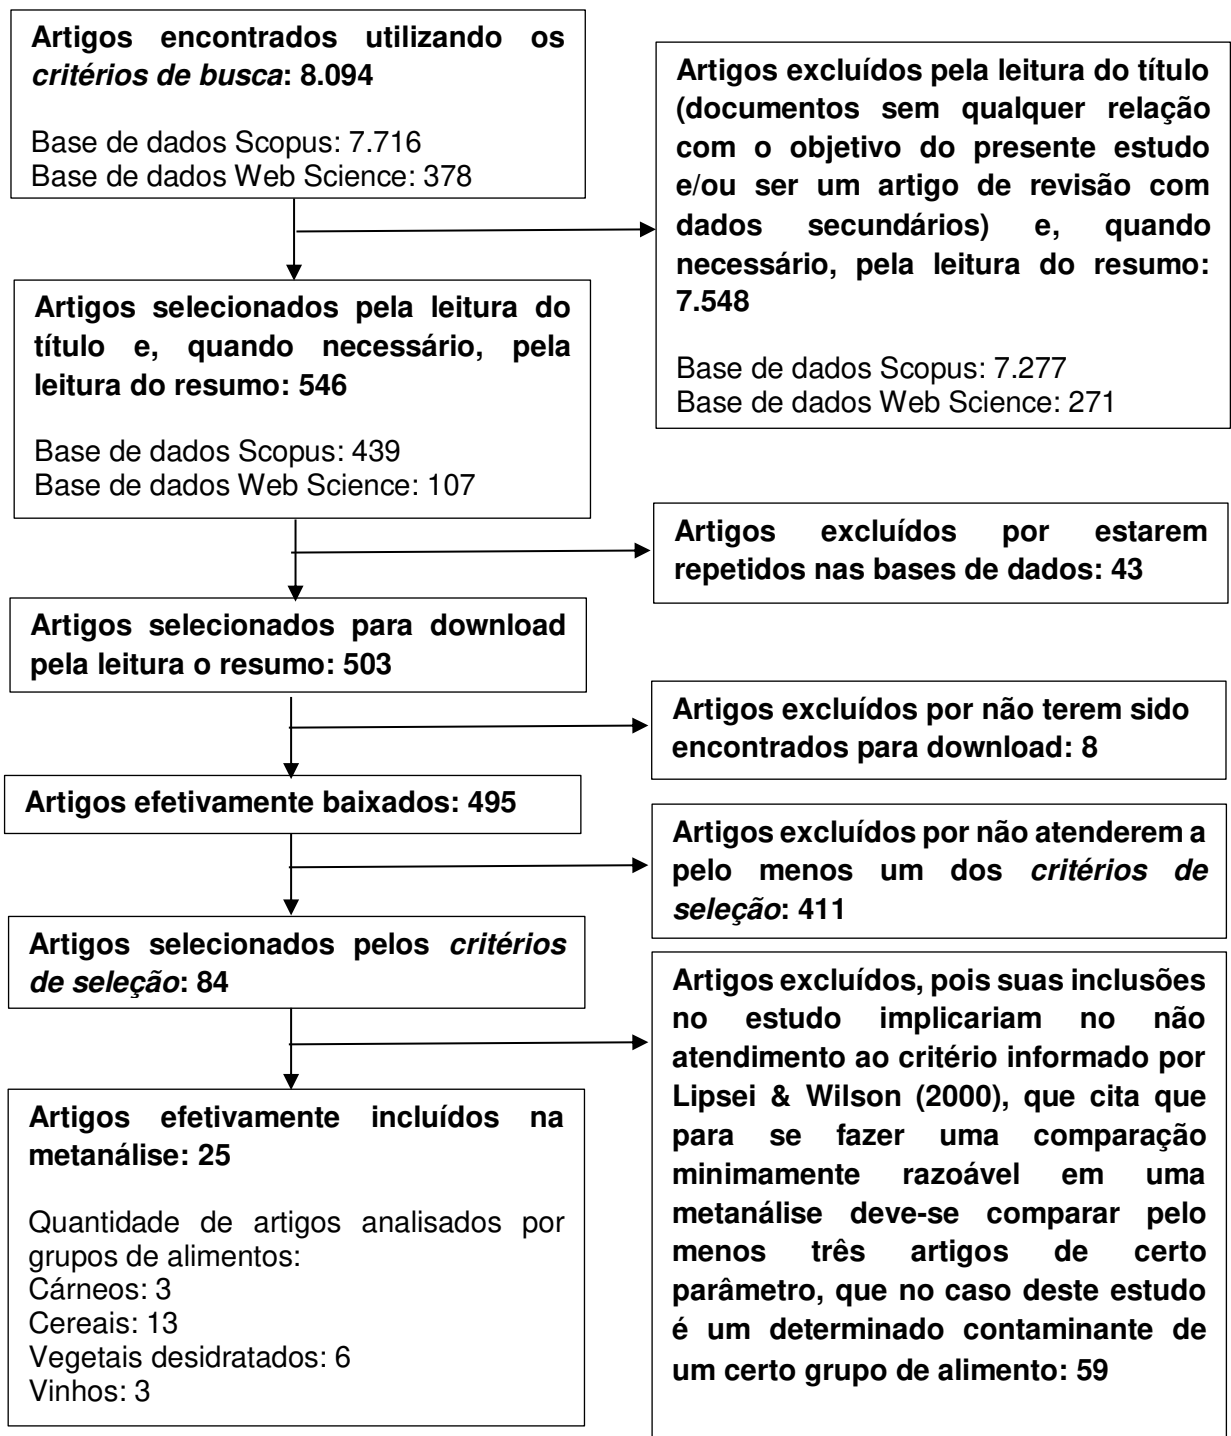 Artigos encontrados utilizando os
critérios de busca: 8.094
Base de dados Scopus: 7.716
Base de dados Web Science: 378
Artigos excluídos pela leitura do título
(documentos sem qualquer relação
com o objetivo do presente estudo
e/ou ser um artigo de revisão com
dados secundários) e, quando
necessário, pela leitura do resumo:
7.548
Base de dados Scopus: 7.277
Base de dados Web Science: 271
Artigos selecionados pela leitura do
título e, quando necessário, pela
leitura do resumo: 546
Base de dados Scopus: 439
Base de dados Web Science: 107
Artigos excluídos por estarem
repetidos nas bases de dados: 43
Artigos selecionados para download
pela leitura o resumo: 503
Artigos excluídos por não terem sido
encontrados para download: 8
Artigos efetivamente baixados: 495
Artigos excluídos por não atenderem a
pelo menos um dos critérios de
seleção: 411
Artigos selecionados pelos critérios
de seleção: 84
Artigos excluídos, pois suas inclusões
no estudo implicariam no não
atendimento ao critério informado por
Lipsei & Wilson (2000), que cita que
para se fazer uma comparação
minimamente razoável em uma
metanálise deve-se comparar pelo
menos três artigos de certo
parâmetro, que no caso deste estudo
é um determinado contaminante de
um certo grupo de alimento: 59
Artigos efetivamente incluídos na
metanálise: 25
Quantidade de artigos analisados por
grupos de alimentos:
Cárneos: 3
Cereais: 13
Vegetais desidratados: 6
Vinhos: 3